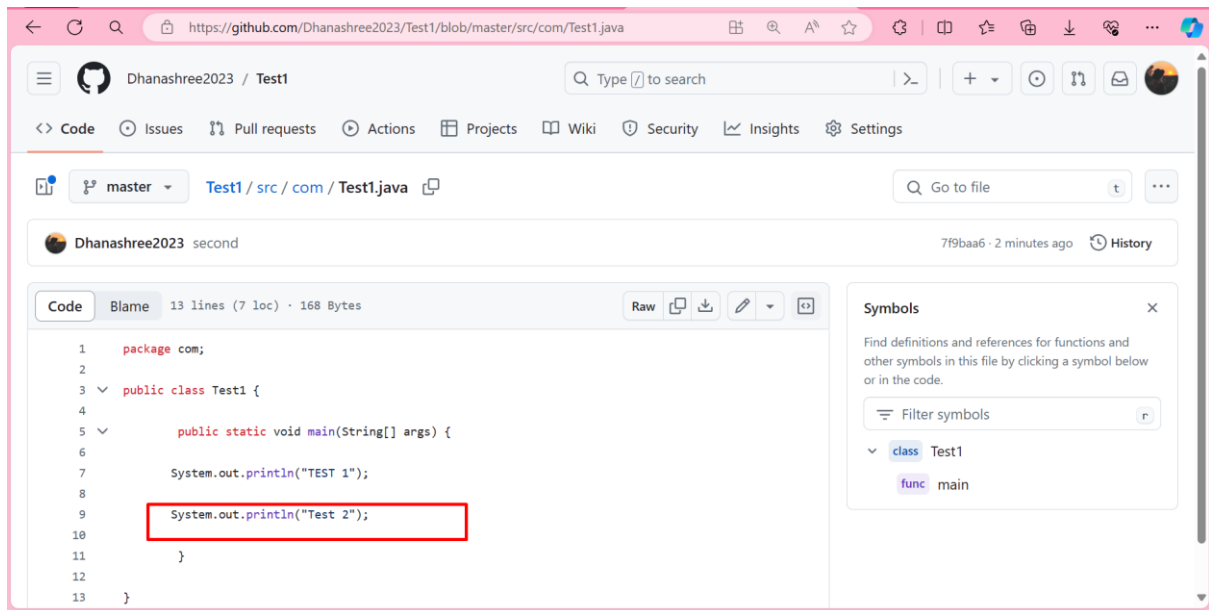 https://github.com/Dhanashree2023/Test1/blob/master/src/com/Test1.java
Dhanashree2023 / Test1
Type / to search
Code Issues Pull requests Actions Projects Wiki Security Insights Settings
master Test1 / src / com / Test1.java
Go to file t
Dhanashree2023 second
7f9baa6 · 2 minutes ago History
Code Blame 13 lines (7 loc) · 168 Bytes
Raw
1 package com;
2
3 public class Test1 {
4
5 public static void main(String[] args) {
6
7 System.out.println("TEST 1");
8
9 System.out.println("Test 2");
10
11 }
12
13 }
Symbols
Find definitions and references for functions and
other symbols in this file by clicking a symbol below
or in the code.
Filter symbols r
class Test1
func main